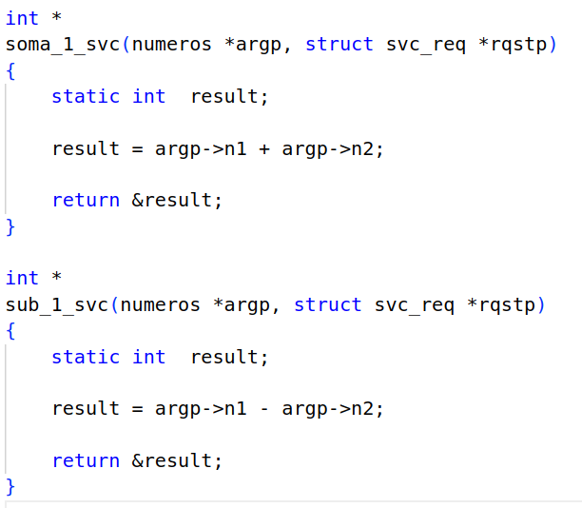 int *
soma_1_svc(numeros *argp, struct svc_req *rqstp)
{
    static int  result;

    result = argp->n1 + argp->n2;

    return &result;
}

int *
sub_1_svc(numeros *argp, struct svc_req *rqstp)
{
    static int  result;

    result = argp->n1 - argp->n2;

    return &result;
}